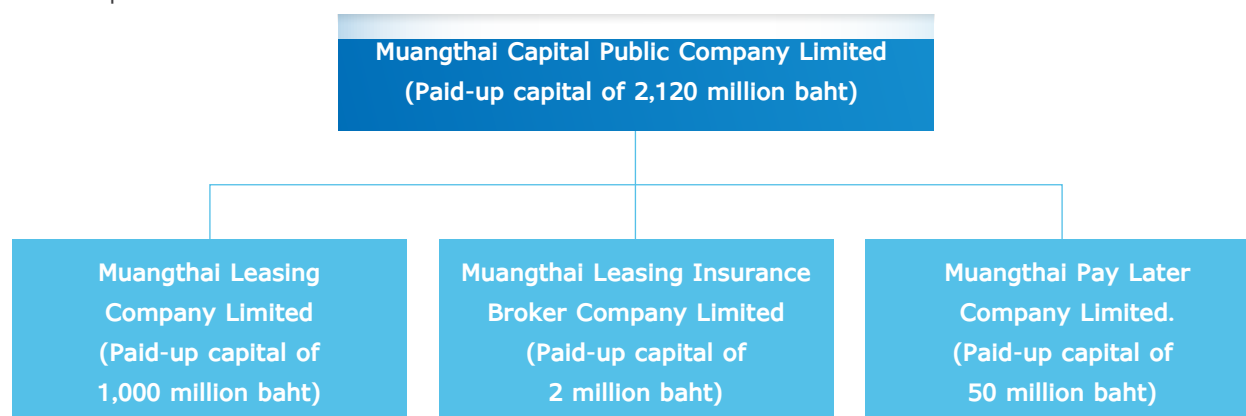 Muangthai Capital Public Company Limited
(Paid-up capital of 2,120 million baht)
Muangthai Leasing
Company Limited
(Paid-up capital of
1,000 million baht)
Muangthai Leasing Insurance
Broker Company Limited
(Paid-up capital of
2 million baht)
Muangthai Pay Later
Company Limited.
(Paid-up capital of
50 million baht)